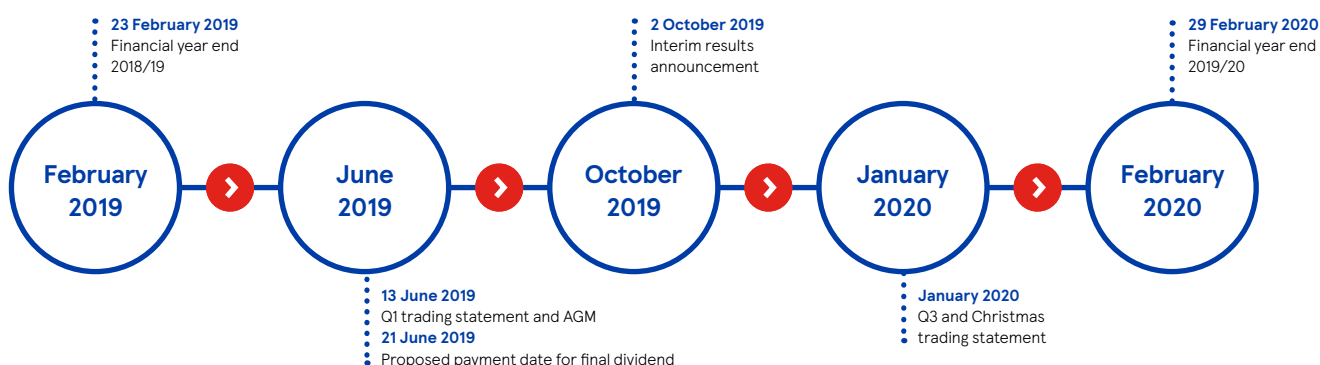 23 February 2019
Financial year end
2018/19
2 October 2019
Interim results
announcement
29 February 2020
Financial year end
2019/20
February
2019
June
2019
October
2019
January
2020
February
2020
13 June 2019
Q1 trading statement and AGM
21 June 2019
Proposed payment date for final dividend
January 2020
Q3 and Christmas
trading statement